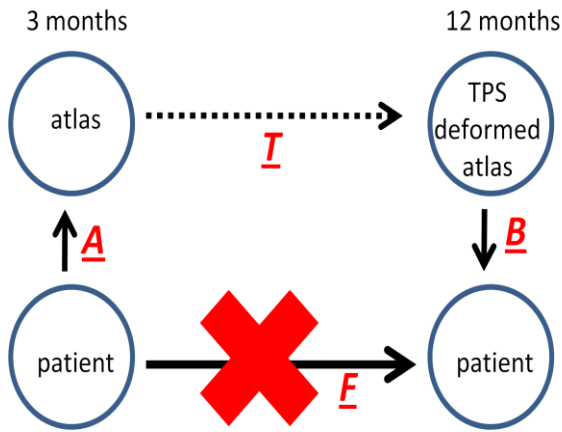 3 months
12 months
atlas
TPS
deformed
atlas
T
A
B
patient
patient
F